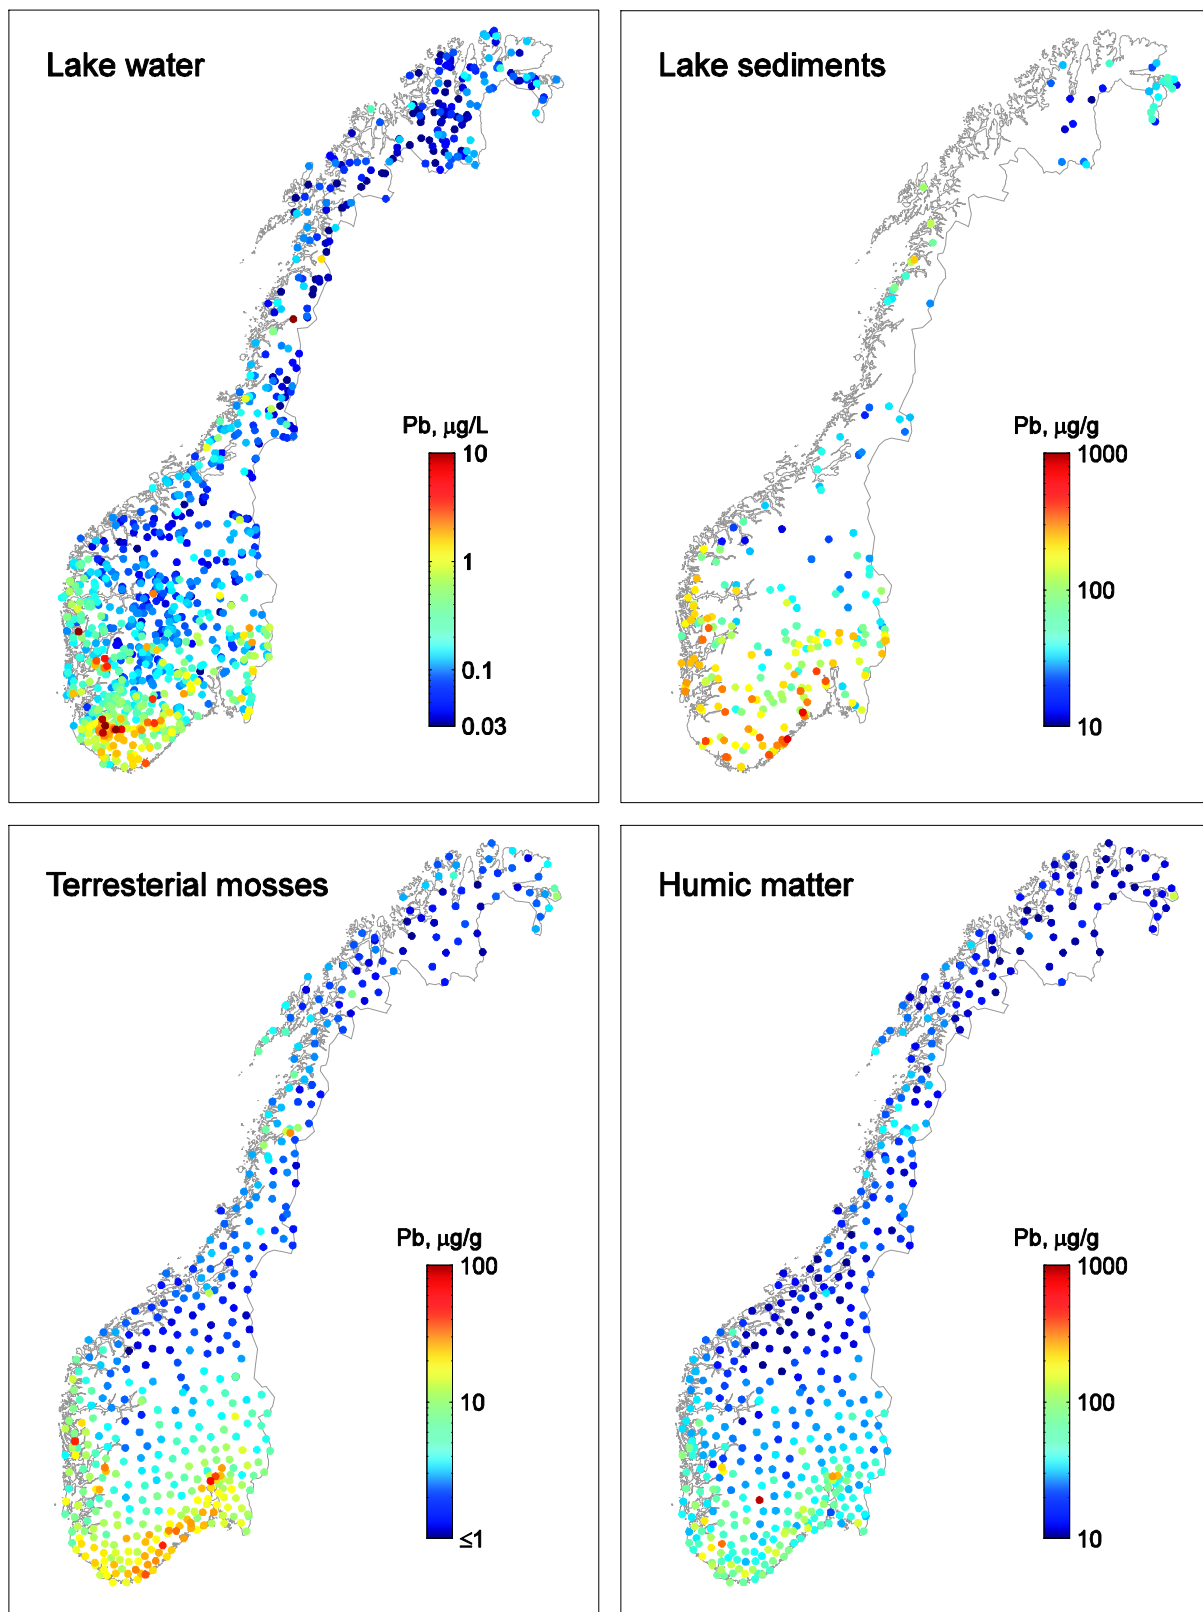 Lake water
Pb, µg/L
10
1
0.1
0.03
Lake sediments
Pb, µg/g
1000
100
10
Terresterial mosses
Pb, µg/g
100
10
≤1
Humic matter
Pb, µg/g
1000
100
10